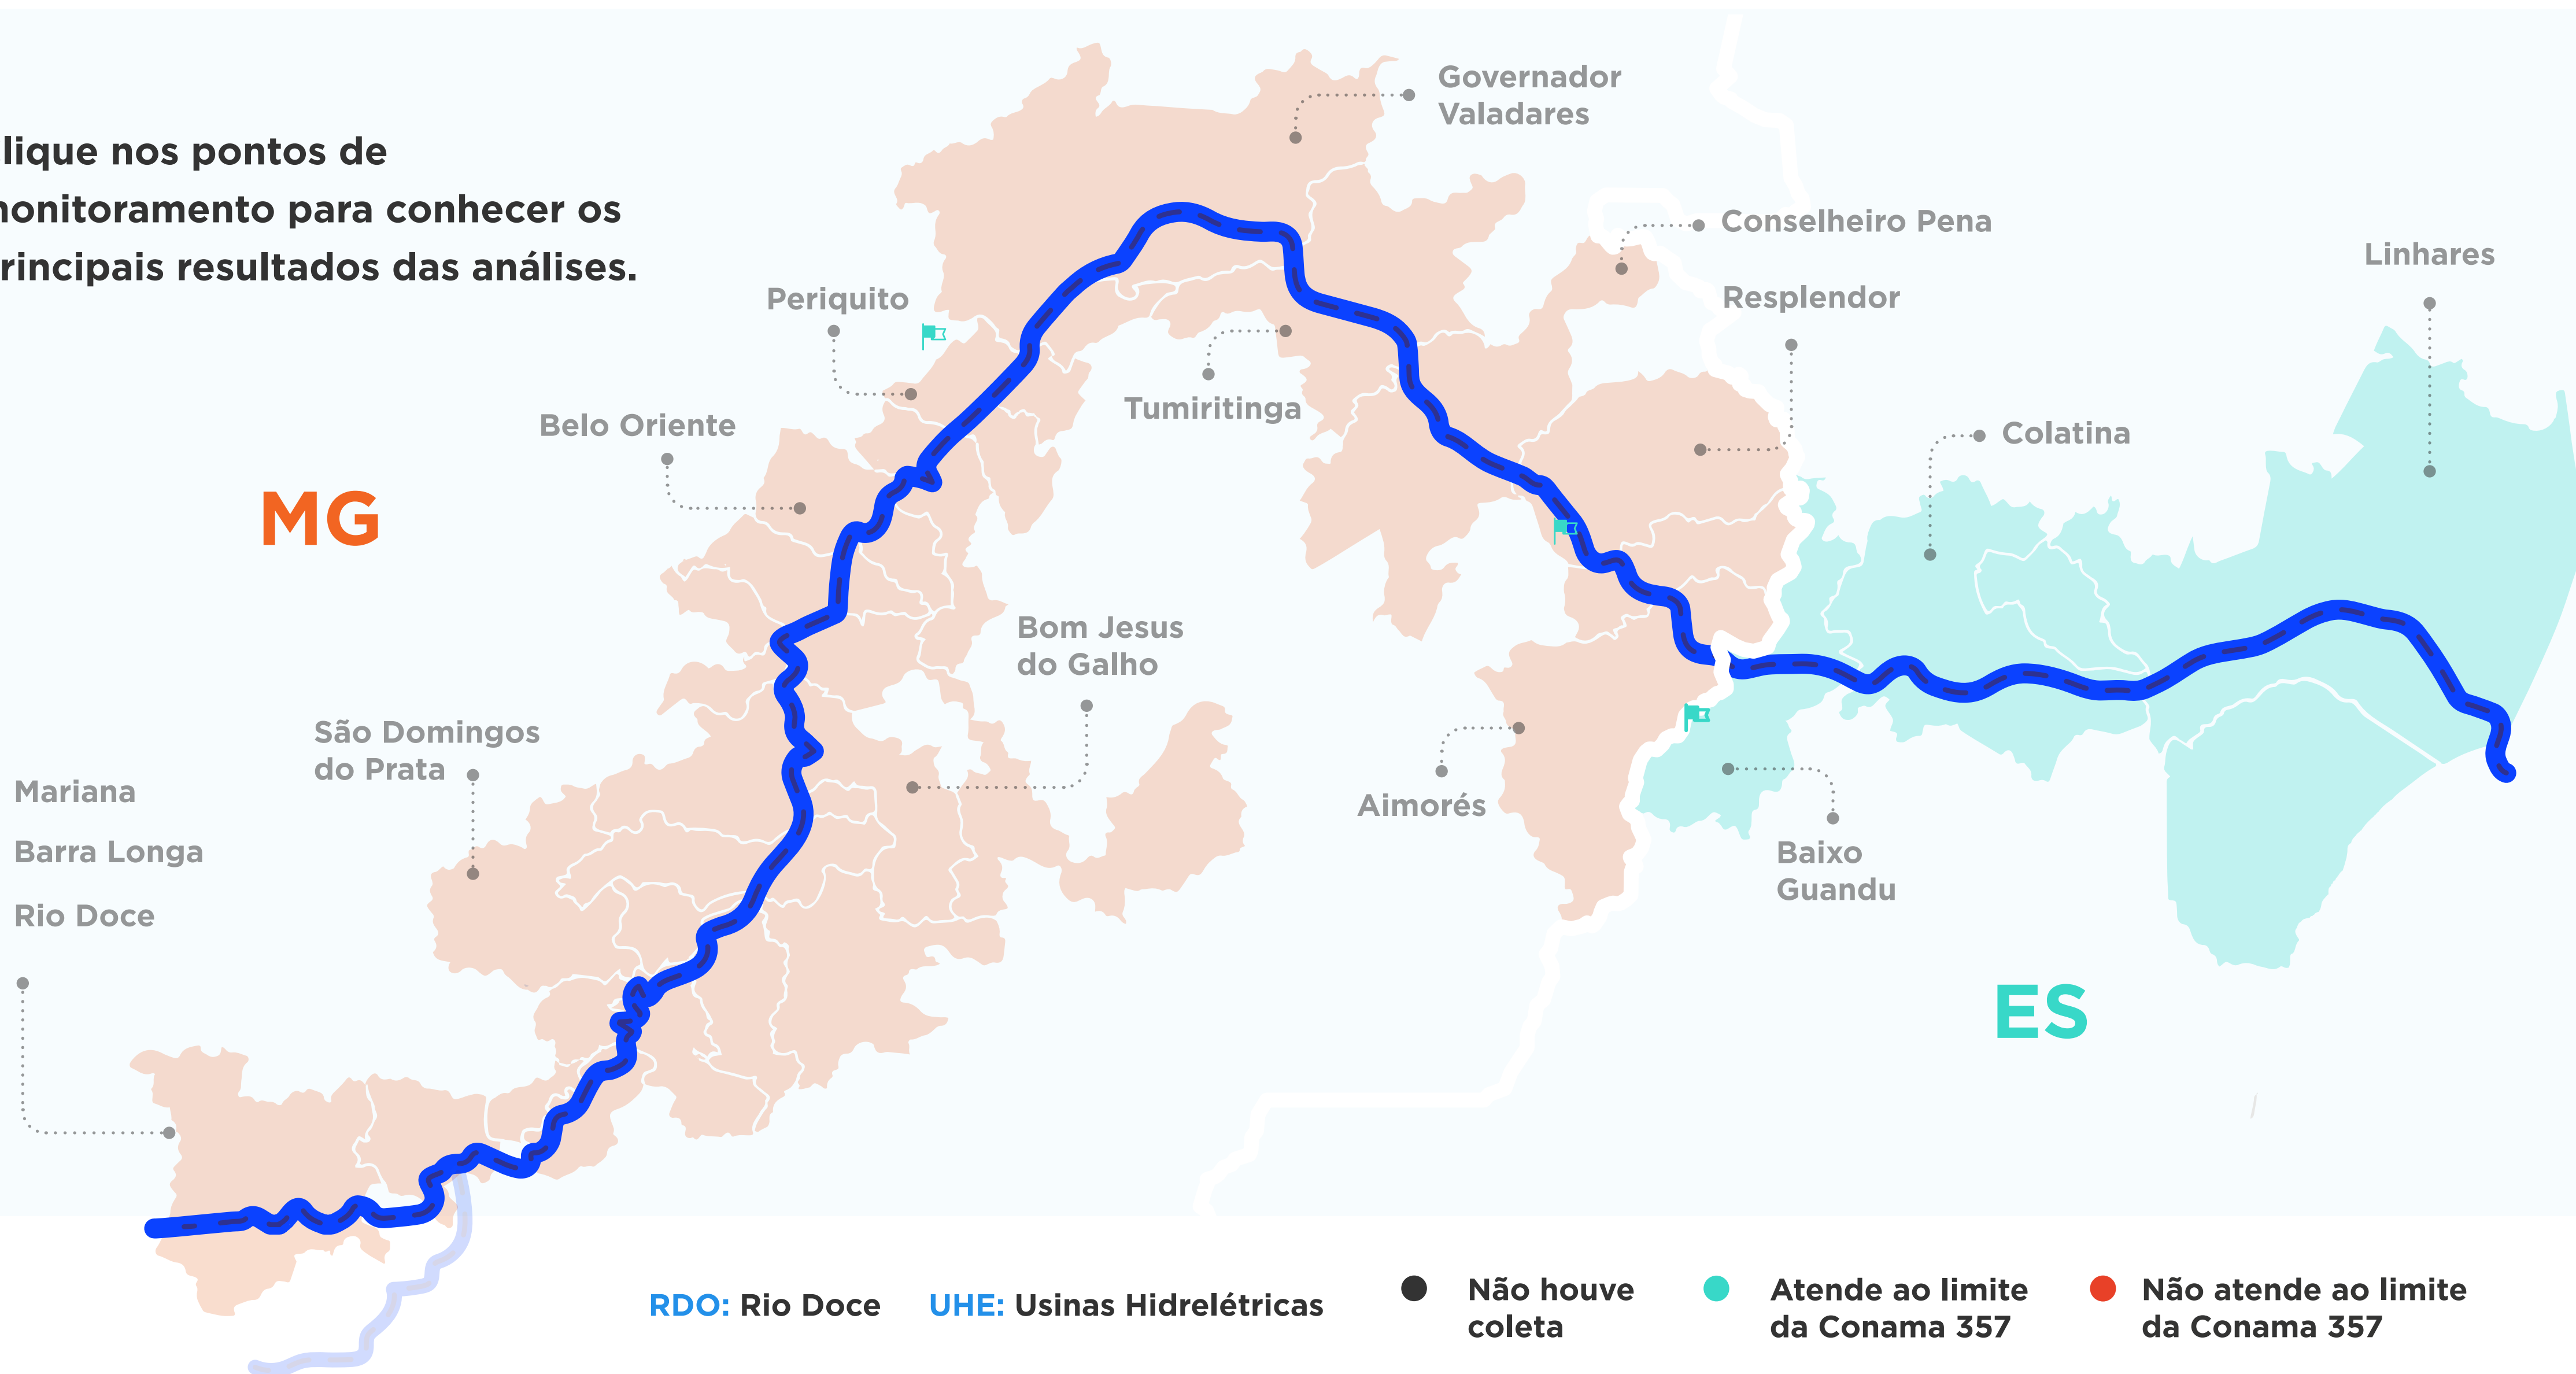 lique nos pontos de
onitoramento para conhecer os
rincipais resultados das análises.
Governador
Valadares
Conselheiro Pena
Resplendor
Linhares
Periquito
Tumiritinga
Belo Oriente
Colatina
MG
Bom Jesus
do Galho
São Domingos
do Prata
Mariana
Barra Longa
Rio Doce
Aimorés
Baixo
Guandu
ES
RDO: Rio Doce
UHE: Usinas Hidrelétricas
Não houve
coleta
Atende ao limite
da Conama 357
Não atende ao limite
da Conama 357